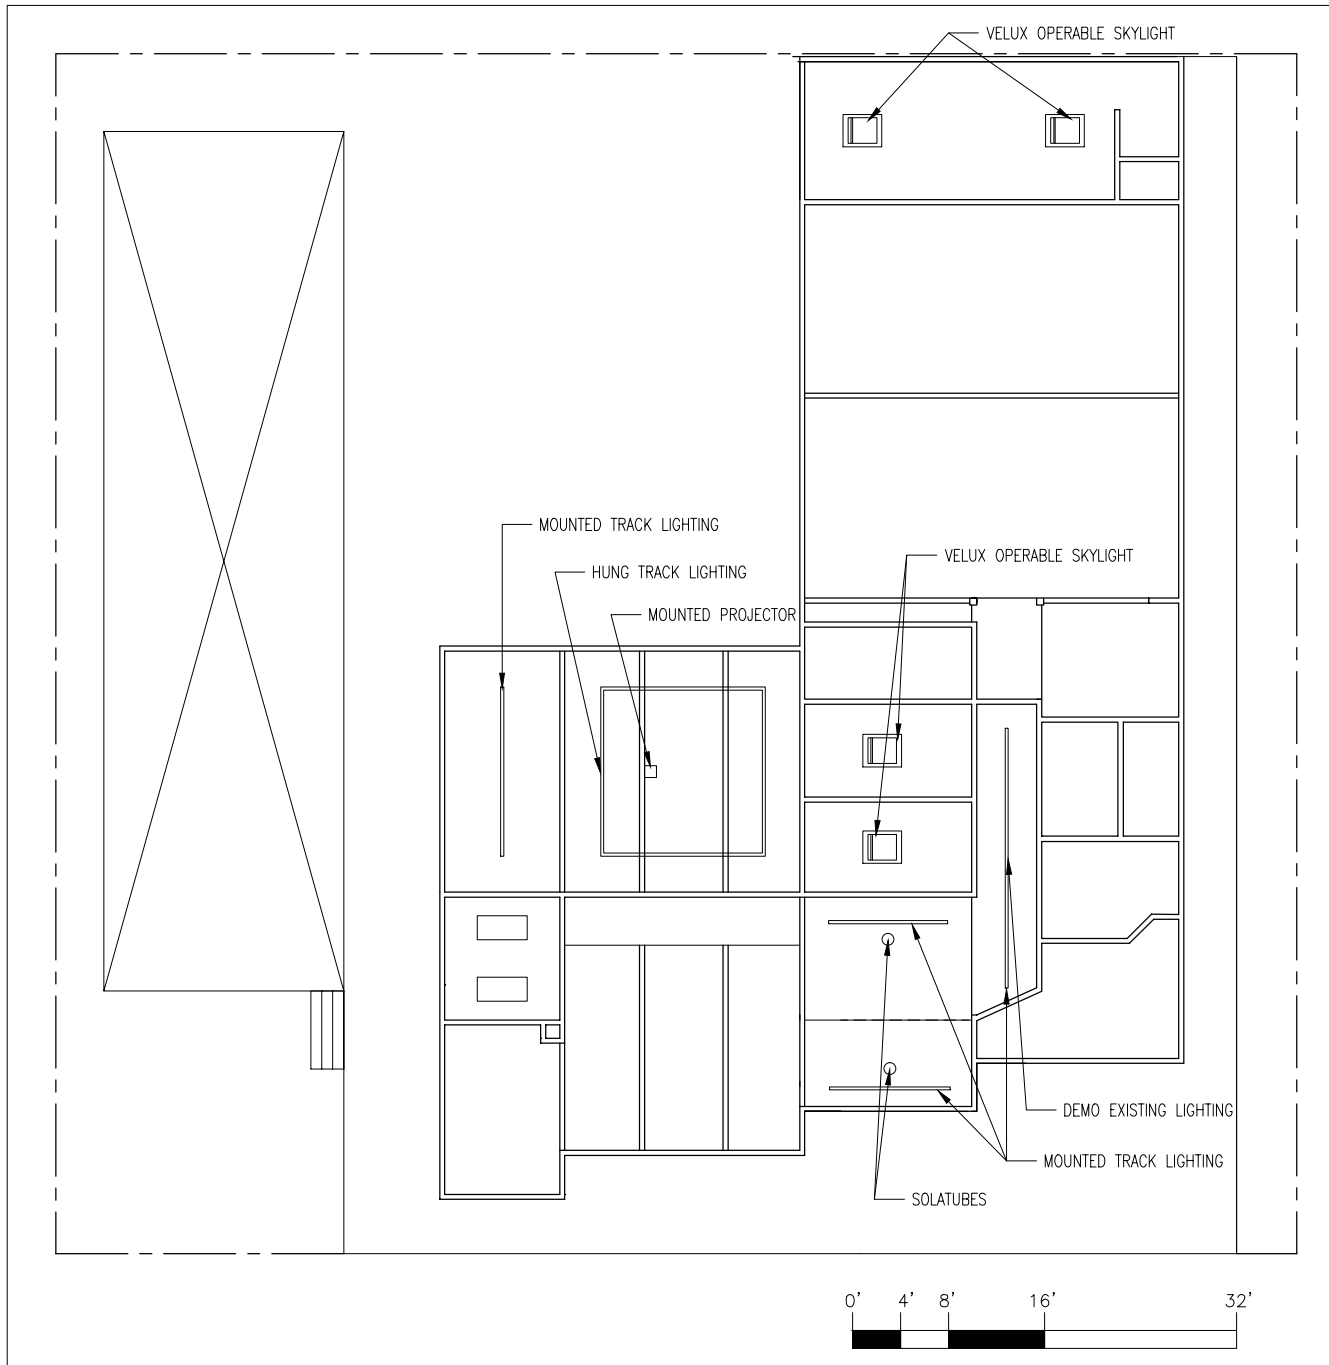 VELUX OPERABLE SKYLIGHT
MOUNTED TRACK LIGHTING
VELUX OPERABLE SKYLIGHT
HUNG TRACK LIGHTING
MOUNTED PROJECTOR
DEMO EXISTING LIGHTING
MOUNTED TRACK LIGHTING
SOLATUBES
0' 4' 8' 16' 32'